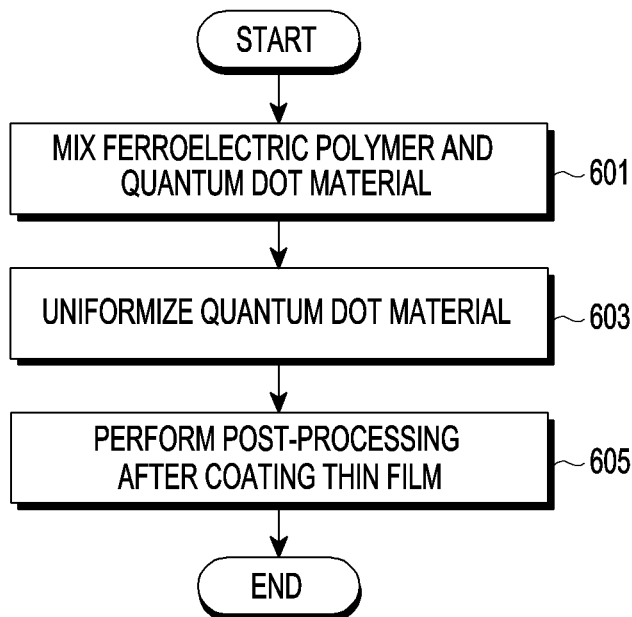 START
MIX FERROELECTRIC POLYMER AND
QUANTUM DOT MATERIAL
601
UNIFORMIZE QUANTUM DOT MATERIAL
603
PERFORM POST-PROCESSING
AFTER COATING THIN FILM
605
END